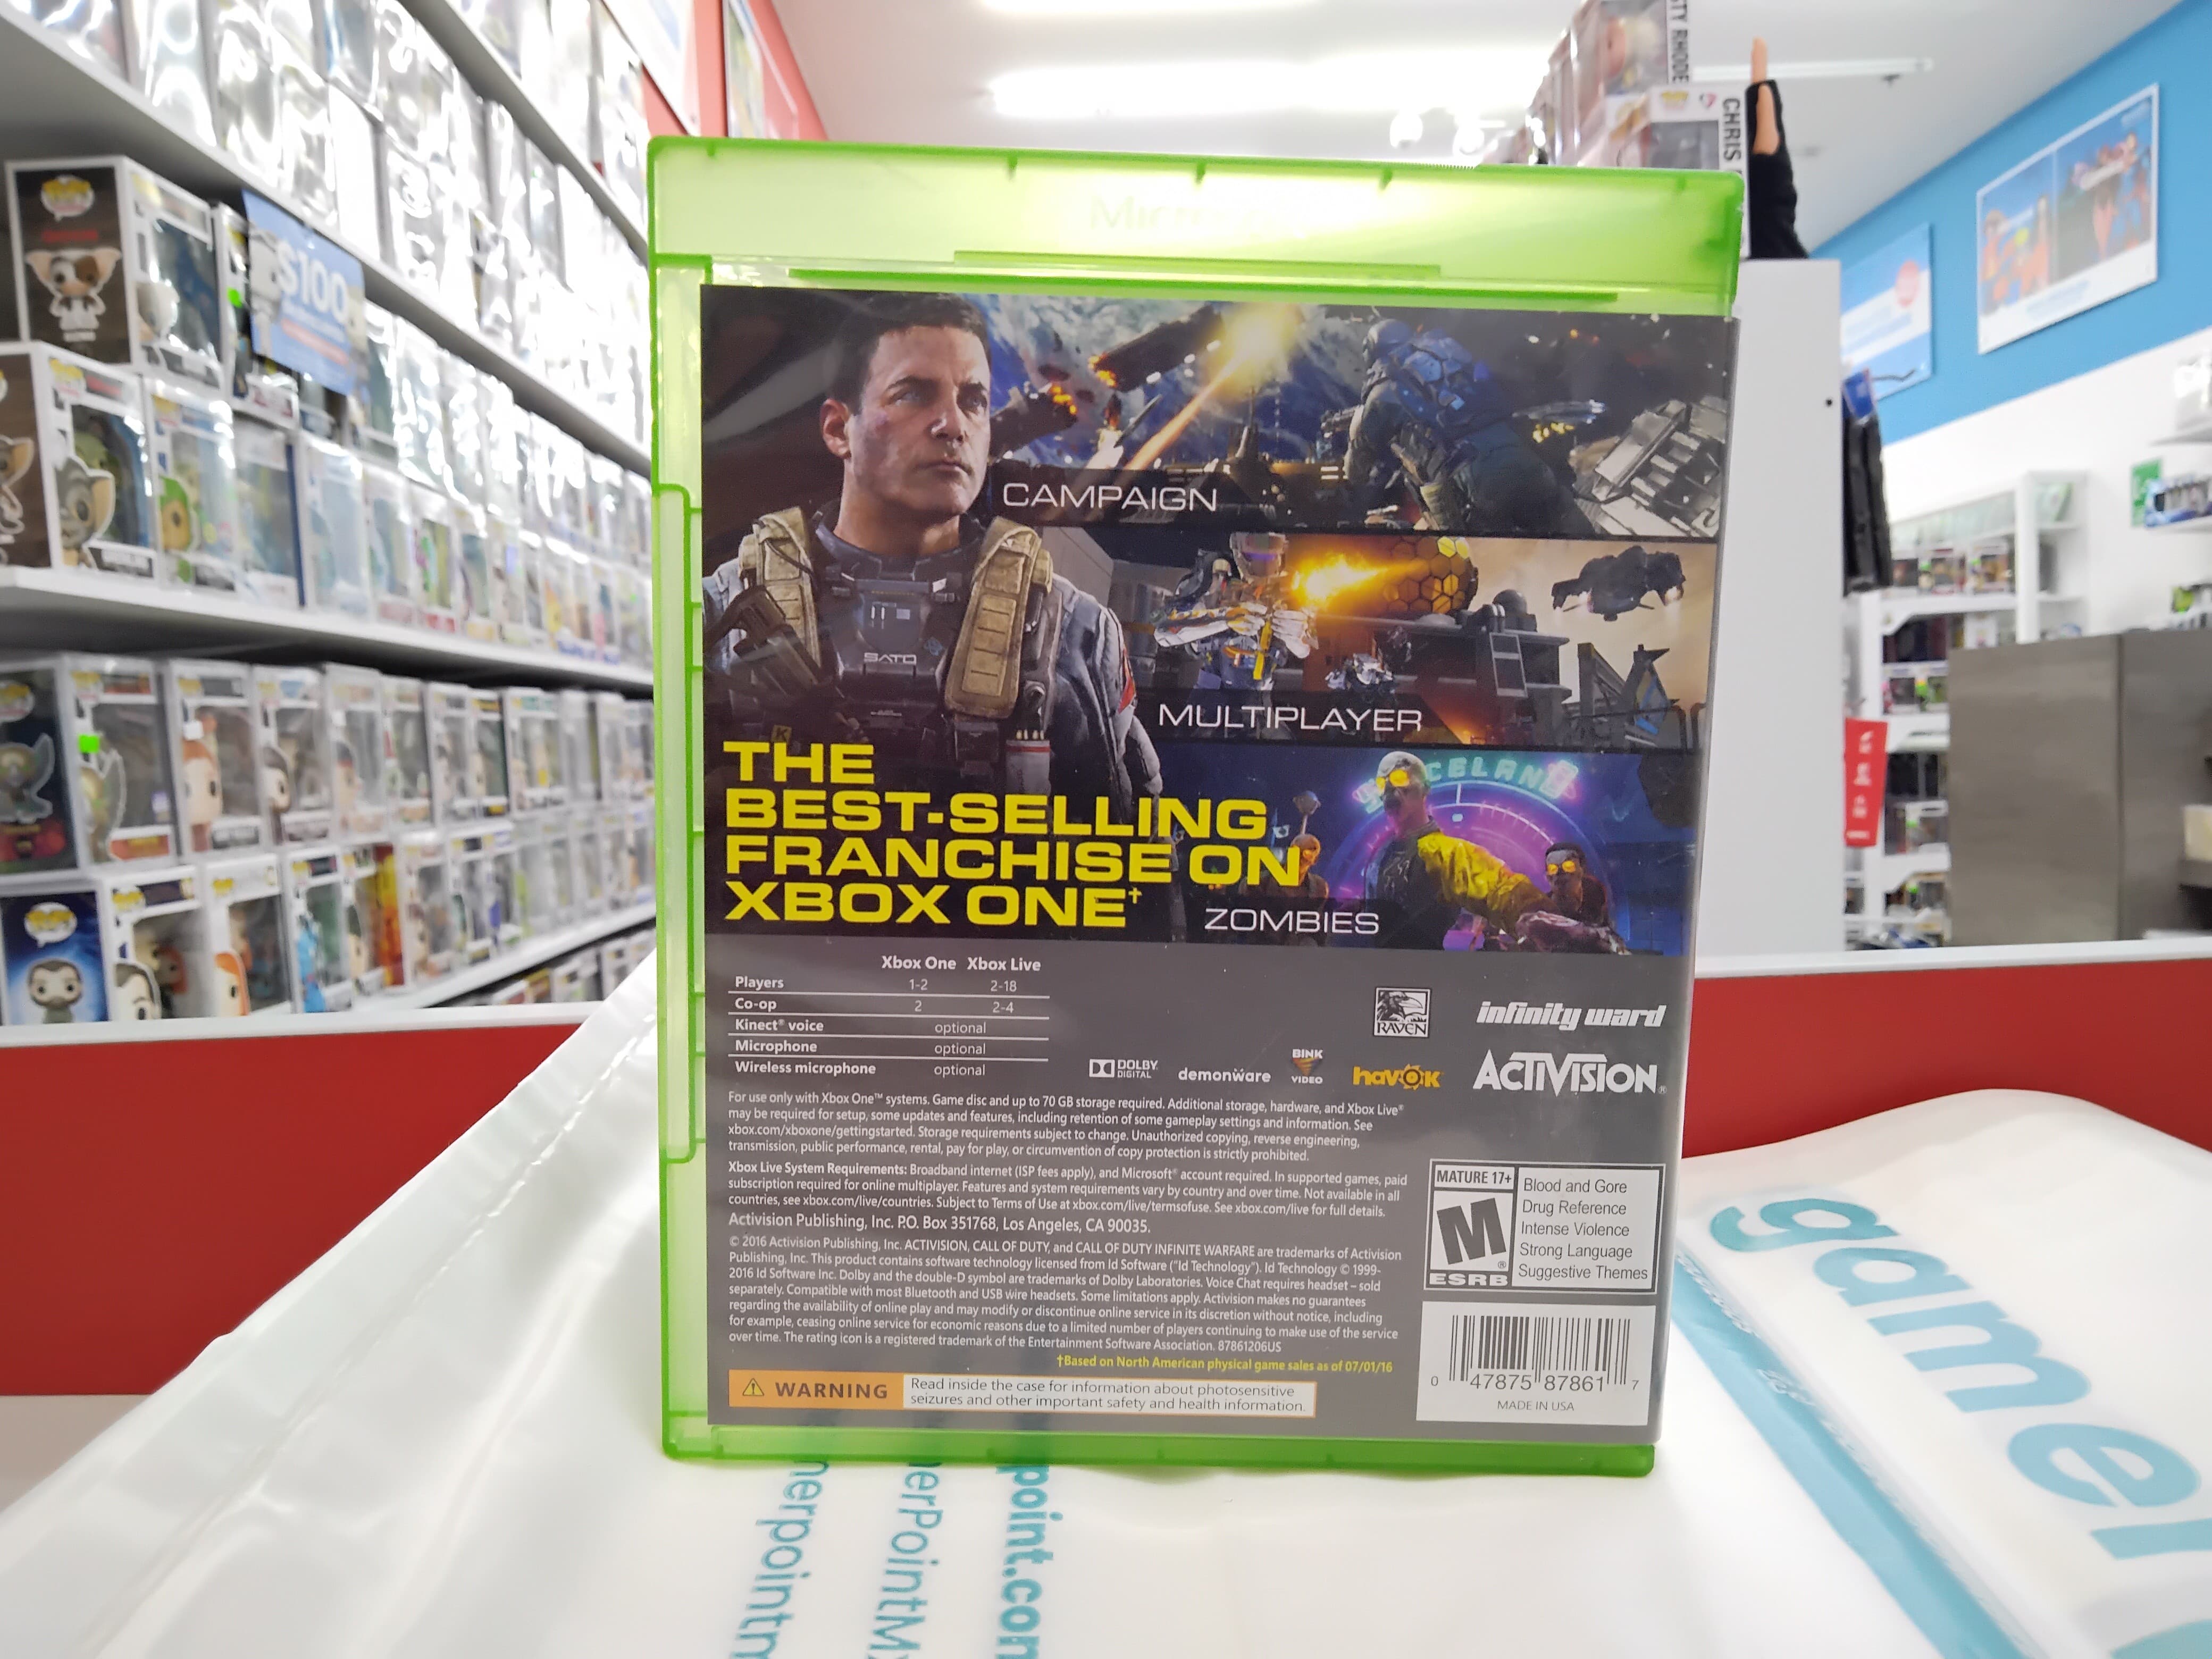 $100
CHRIS
Micros
CAMPAIGN
SATO
MULTIPLAYER
THE
BEST-SELLING
FRANCHISE ON
XBOX ONE†
ZOMBIES
Xbox One Xbox Live
Players 1-2 2-18
Co-op 2 2-4
Kinect® voice optional
Microphone optional
Wireless microphone optional
RAVEN
infinity ward
DOLBY
DIGITAL
demonware
BINK
VIDEO
havok
ACTIVISION®
For use only with Xbox One™ systems. Game disc and up to 70 GB storage required. Additional storage, hardware, and Xbox Live®
may be required for setup, some updates and features, including retention of some gameplay settings and information. See
xbox.com/xboxone/gettingstarted. Storage requirements subject to change. Unauthorized copying, reverse engineering,
transmission, public performance, rental, pay for play, or circumvention of copy protection is strictly prohibited.
Xbox Live System Requirements: Broadband internet (ISP fees apply), and Microsoft® account required. In supported games, paid
subscription required for online multiplayer. Features and system requirements vary by country and over time. Not available in all
countries, see xbox.com/live/countries. Subject to Terms of Use at xbox.com/live/termsofuse. See xbox.com/live for full details.
Activision Publishing, Inc. P.O. Box 351768, Los Angeles, CA 90035.
© 2016 Activision Publishing, Inc. ACTIVISION, CALL OF DUTY, and CALL OF DUTY INFINITE WARFARE are trademarks of Activision
Publishing, Inc. This product contains software technology licensed from Id Software ("Id Technology"). Id Technology © 1999-
2016 Id Software Inc. Dolby and the double-D symbol are trademarks of Dolby Laboratories. Voice Chat requires headset – sold
separately. Compatible with most Bluetooth and USB wire headsets. Some limitations apply. Activision makes no guarantees
regarding the availability of online play and may modify or discontinue online service in its discretion without notice, including
for example, ceasing online service for economic reasons due to a limited number of players continuing to make use of the service
over time. The rating icon is a registered trademark of the Entertainment Software Association. 87861206US
†Based on North American physical game sales as of 07/01/16
WARNING
Read inside the case for information about photosensitive
seizures and other important safety and health information.
MATURE 17+
M®
ESRB
Blood and Gore
Drug Reference
Intense Violence
Strong Language
Suggestive Themes
0 47875 87861 7
MADE IN USA
nerpointm
erPointMx
point.com
game